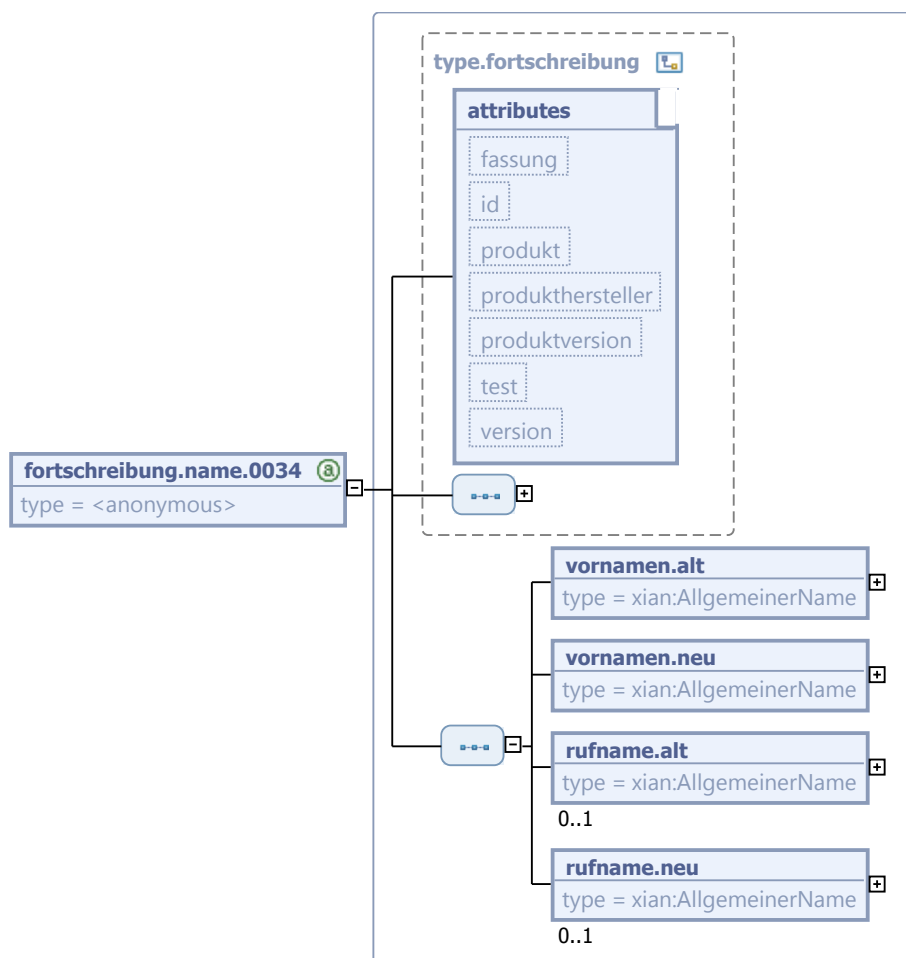 type.fortschreibung
attributes
fassung
id
produkt
produkthersteller
produktversion
test
version
fortschreibung.name.0034 a
type = <anonymous>
vornamen.alt
type = xian:AllgemeinerName
vornamen.neu
type = xian:AllgemeinerName
rufname.alt
type = xian:AllgemeinerName
0..1
rufname.neu
type = xian:AllgemeinerName
0..1